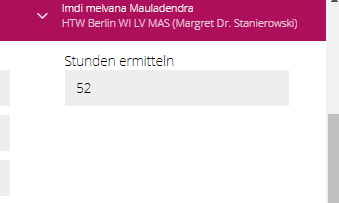 Imdi melvana Mauladendra
HTW Berlin WI LV MAS (Margret Dr. Stanierowski)
Stunden ermitteln
52